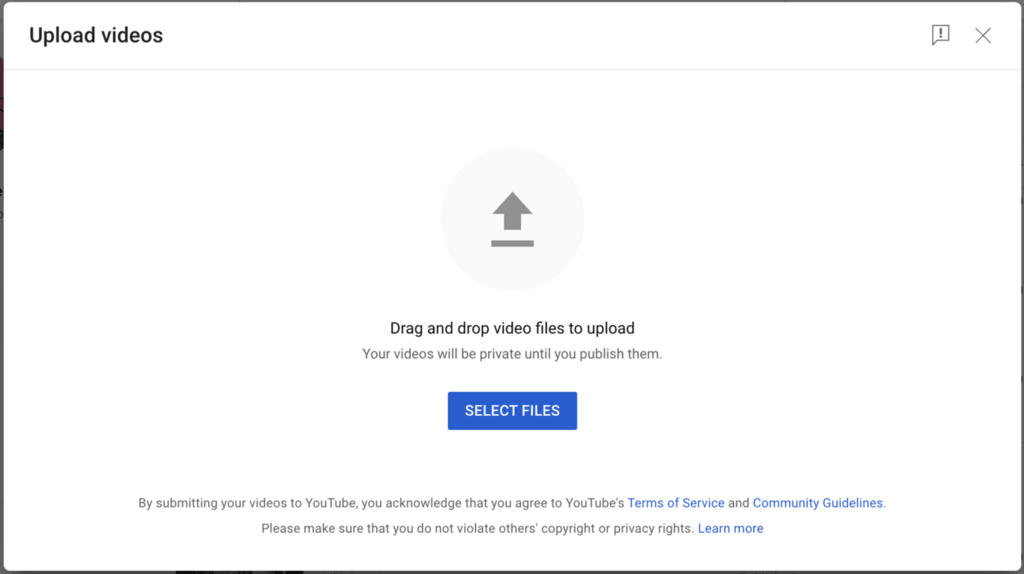 Upload videos
Drag and drop video files to upload
Your videos will be private until you publish them.
SELECT FILES
By submitting your videos to YouTube, you acknowledge that you agree to YouTube's Terms of Service and Community Guidelines.
Please make sure that you do not violate others' copyright or privacy rights. Learn more